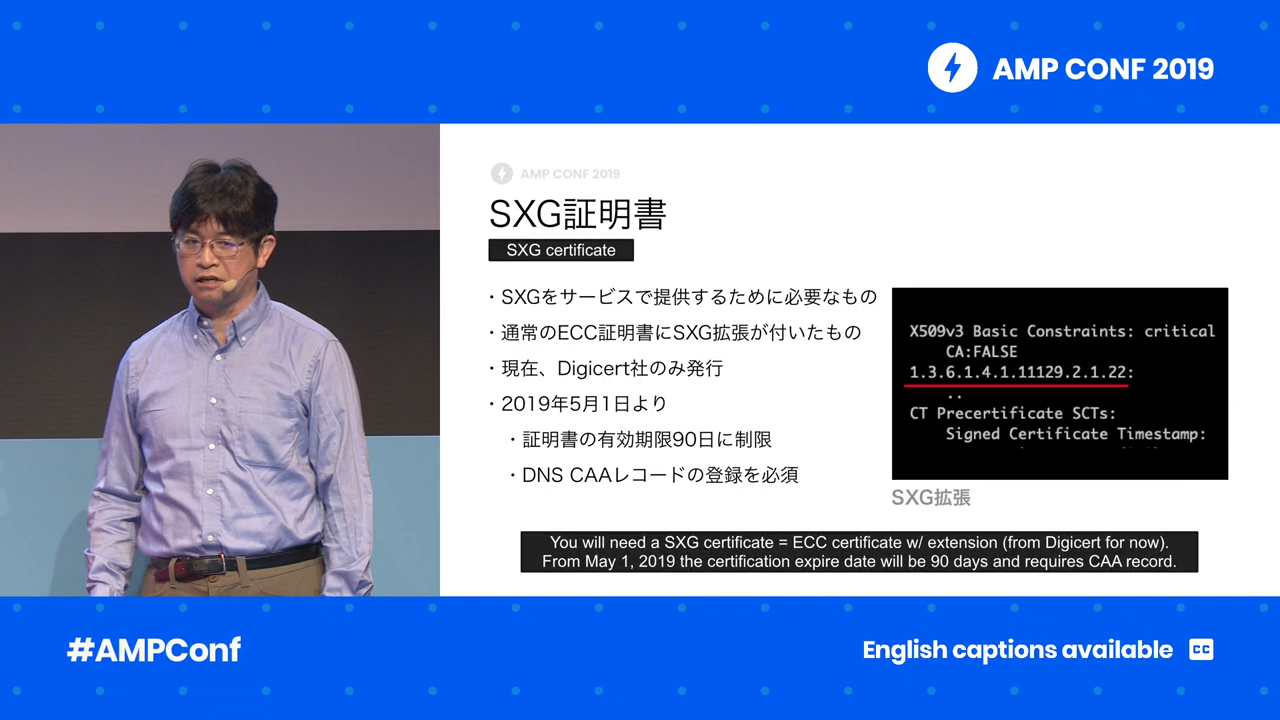 AMP CONF 2019
AMP CONF 2019
SXG証明書
SXG certificate
・SXGをサービスで提供するために必要なもの
・通常のECC証明書にSXG拡張が付いたもの
・現在、Digicert社のみ発行
・2019年5月1日より
・証明書の有効期限90日に制限
・DNS CAAレコードの登録を必須
X509v3 Basic Constraints: critical
CA:FALSE
1.3.6.1.4.1.11129.2.1.22:
..
CT Precertificate SCTs:
Signed Certificate Timestamp:
SXG拡張
You will need a SXG certificate = ECC certificate w/ extension (from Digicert for now).
From May 1, 2019 the certification expire date will be 90 days and requires CAA record.
#AMPConf
English captions available CC